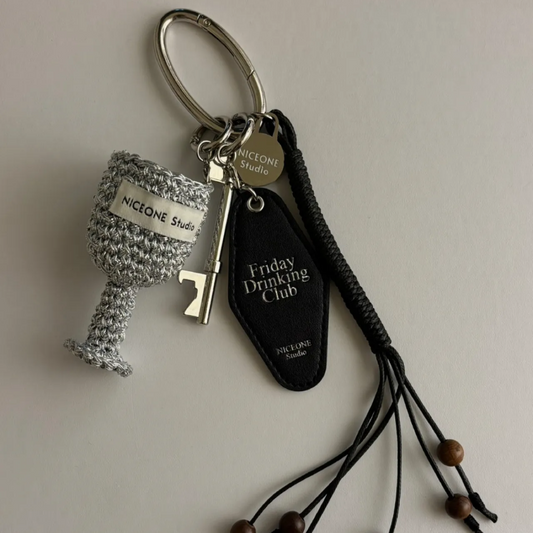 NICEONE
Studio
NICEONE Studio
Friday
Drinking
Club
NICEONE
Studio